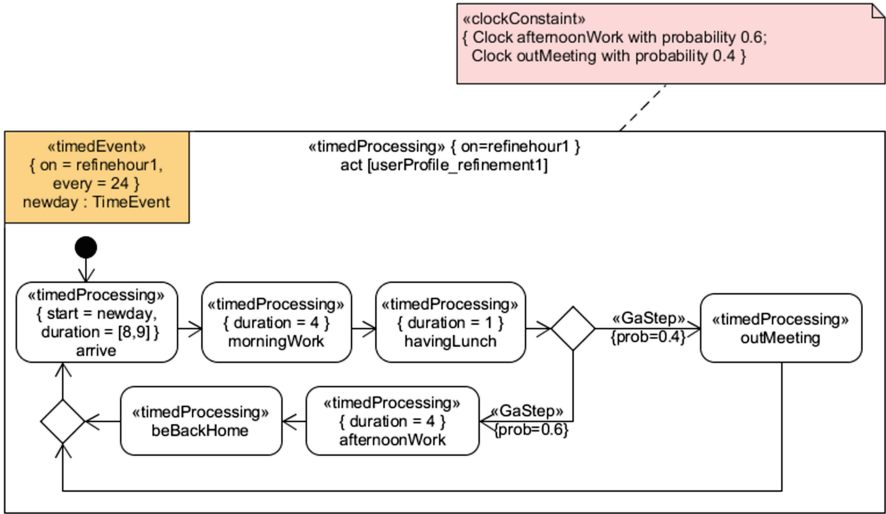 «clockConstaint»
{ Clock afternoonWork with probability 0.6;
Clock outMeeting with probability 0.4 }
«timedEvent»
{ on = refinehour1,
every = 24 }
newday : TimeEvent
«timedProcessing» { on=refinehour1 }
act [userProfile_refinement1]
«timedProcessing»
{ start = newday,
duration = [8,9] }
arrive
«timedProcessing»
{ duration = 4 }
morningWork
«timedProcessing»
{ duration = 1 }
havingLunch
«GaStep»
{prob=0.4}
«timedProcessing»
outMeeting
«timedProcessing»
beBackHome
«timedProcessing»
{ duration = 4 }
afternoonWork
«GaStep»
{prob=0.6}